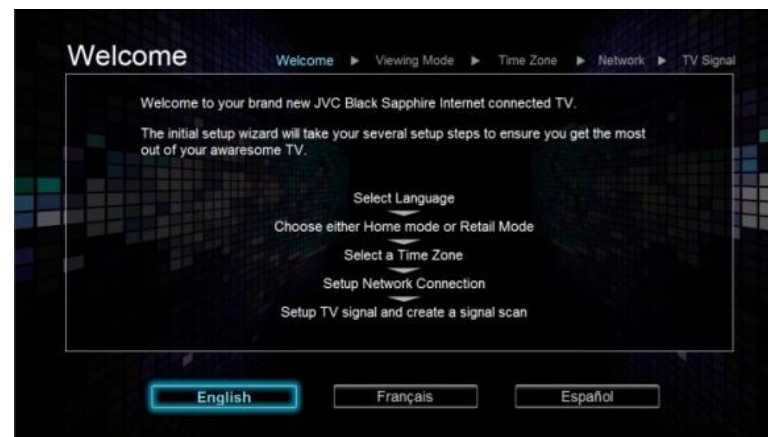 Welcome
Welcome ▶ Viewing Mode ▶ Time Zone ▶ Network ▶ TV Signal
Welcome to your brand new JVC Black Sapphire Internet connected TV.
The initial setup wizard will take your several setup steps to ensure you get the most
out of your awaresome TV.
Select Language
Choose either Home mode or Retail Mode
Select a Time Zone
Setup Network Connection
Setup TV signal and create a signal scan
English
Français
Español